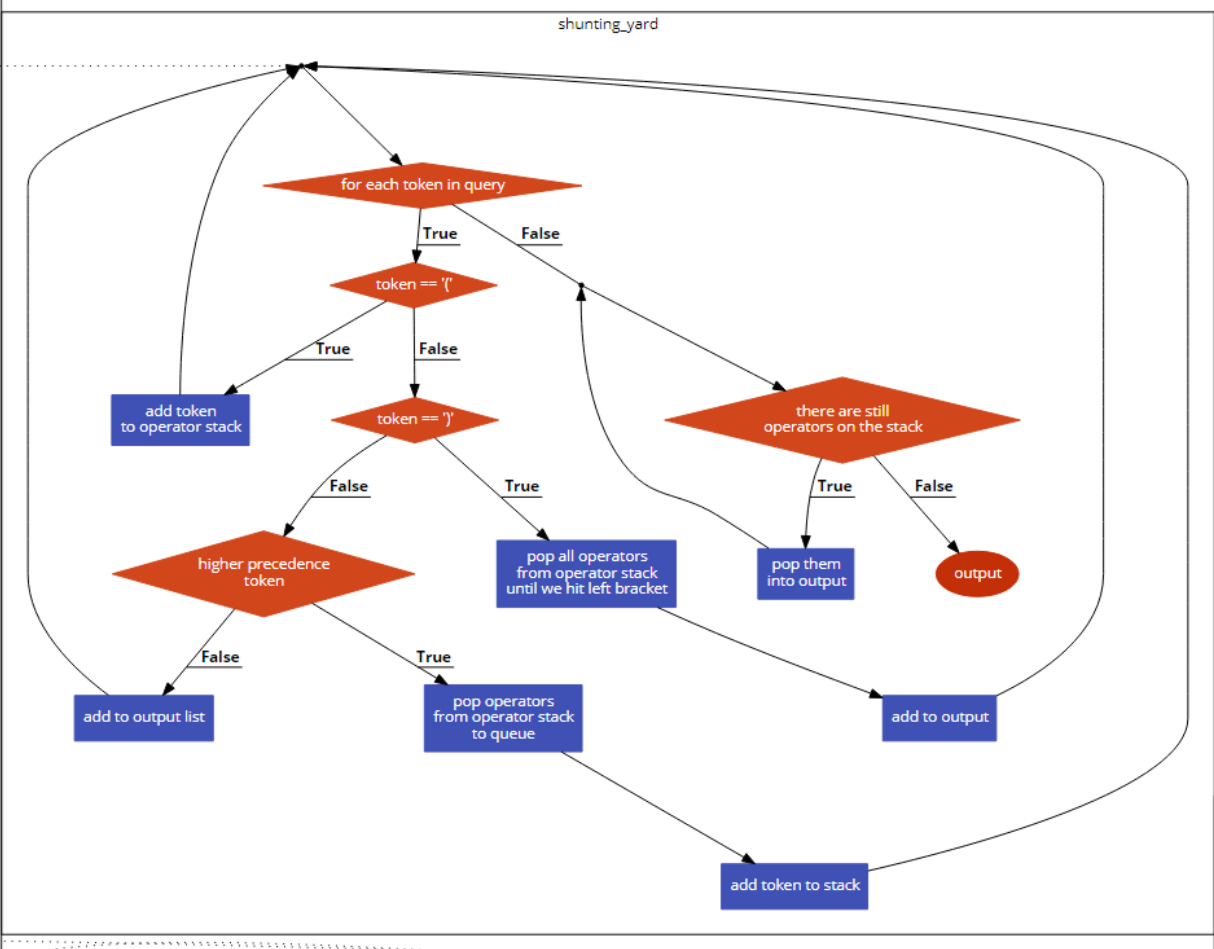 shunting_yard
for each token in query
True
False
token == '('
True
False
add token
to operator stack
token == ')'
there are still
operators on the stack
False
True
True
False
higher precedence
token
pop all operators
from operator stack
until we hit left bracket
pop them
into output
output
False
True
add to output list
pop operators
from operator stack
to queue
add to output
add token to stack